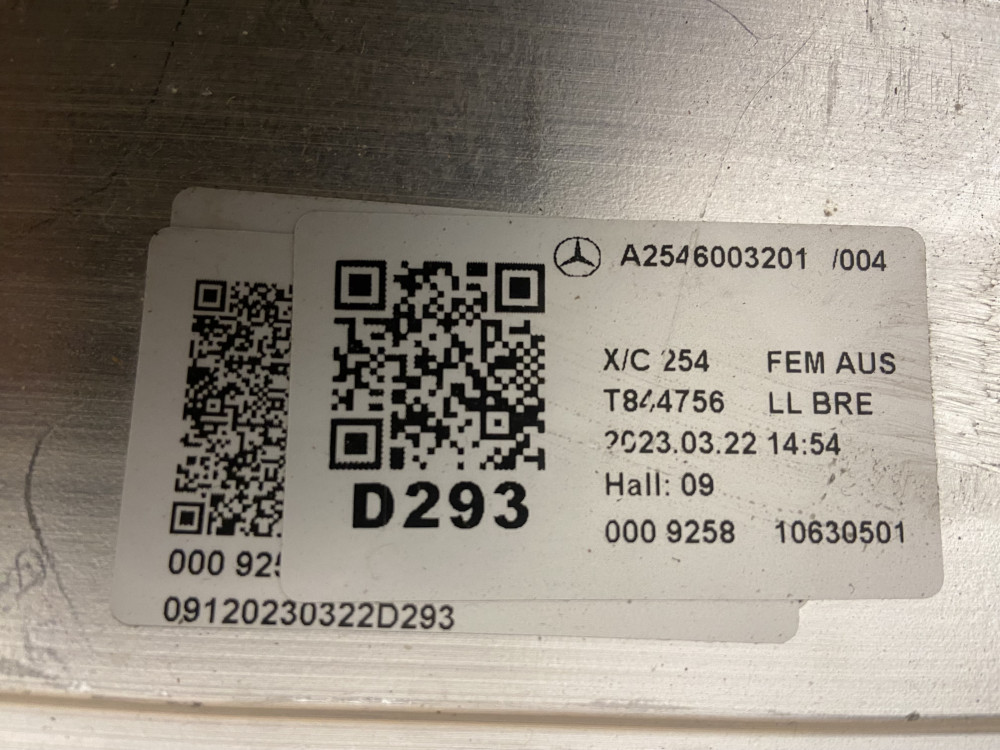 A2546003201 /004
X/C 254 FEM AUS
T844756 LL BRE
2023.03.22 14:54
Hall: 09
D293
000 9258 10630501
000 925
09120230322D293